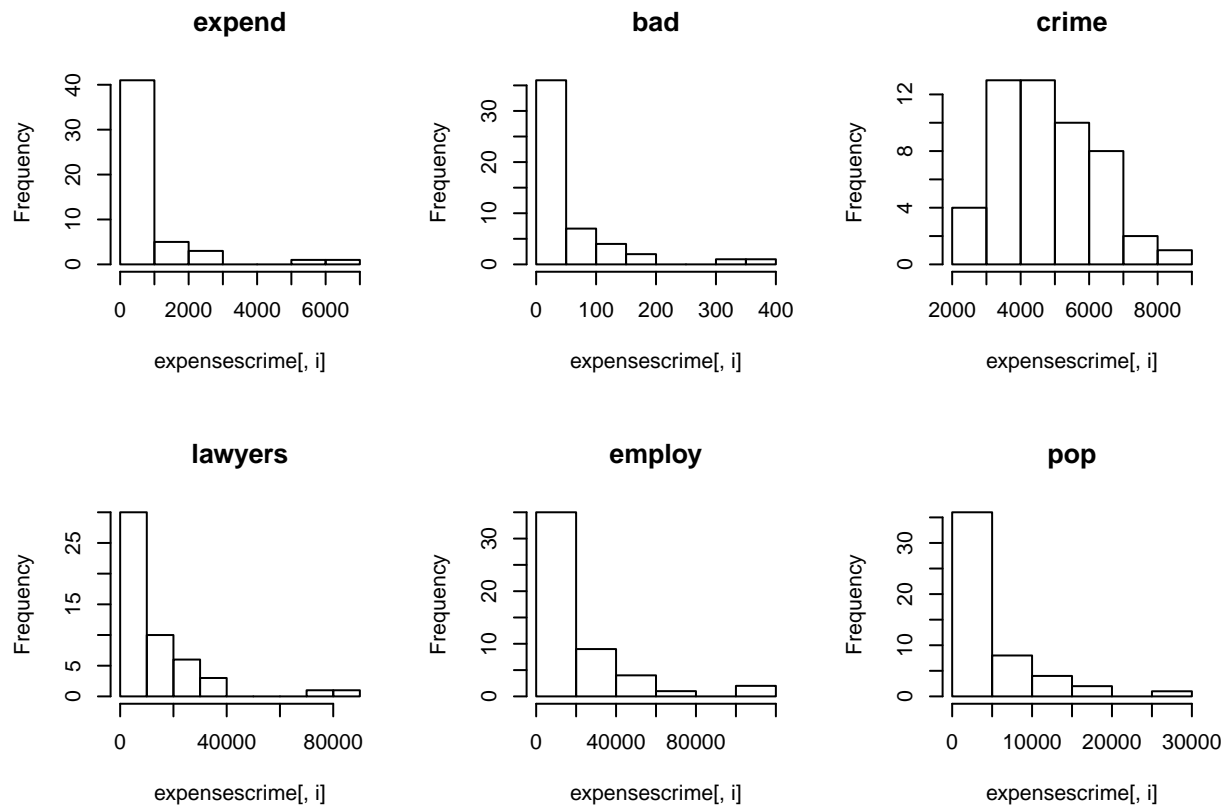 expend
Frequency
0 10 20 30 40
0 2000 4000 6000
expensescrime[, i]
bad
Frequency
0 10 20 30
0 100 200 300 400
expensescrime[, i]
crime
Frequency
0 4 8 12
2000 4000 6000 8000
expensescrime[, i]
lawyers
Frequency
0 5 15 25
0 40000 80000
expensescrime[, i]
employ
Frequency
0 10 20 30
0 40000 80000
expensescrime[, i]
pop
Frequency
0 10 20 30
0 10000 20000 30000
expensescrime[, i]